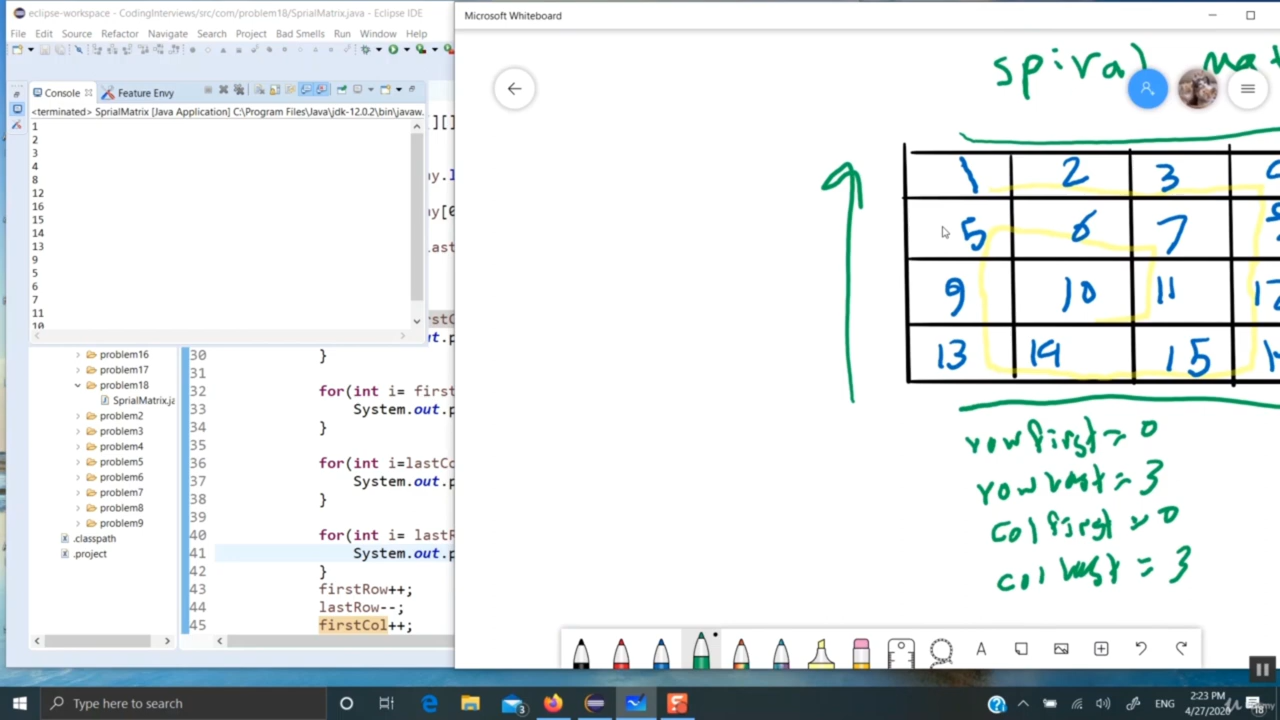 eclipse-workspace - CodingInterviews/src/com/problem18/SprialMatrix.java - Eclipse IDE
File Edit Source Refactor Navigate Search Project Bad Smells Run Window Help
Console Feature Envy
<terminated> SprialMatrix [Java Application] C:\Program Files\Java\jdk-12.0.2\bin\javaw.
1
2
3
4
8
12
16
15
14
13
9
5
6
7
11
10
problem16
problem17
problem18
SprialMatrix.ja
problem2
problem3
problem4
problem5
problem6
problem7
problem8
problem9
.classpath
.project
30 }
31
32 for(int i= firs
33 System.out.p
34 }
35
36 for(int i=lastCo
37 System.out.p
38 }
39
40 for(int i= lastR
41 System.out.p
42 }
43 firstRow++;
44 lastRow--;
45 firstCol++;
Microsoft Whiteboard
spiral mat
1 2 3
5 6 7
9 10 11 12
13 14 15
rowfirst = 0
rowlast = 3
colfirst = 0
collast = 3
Type here to search
ENG
2:23 PM
4/27/2020